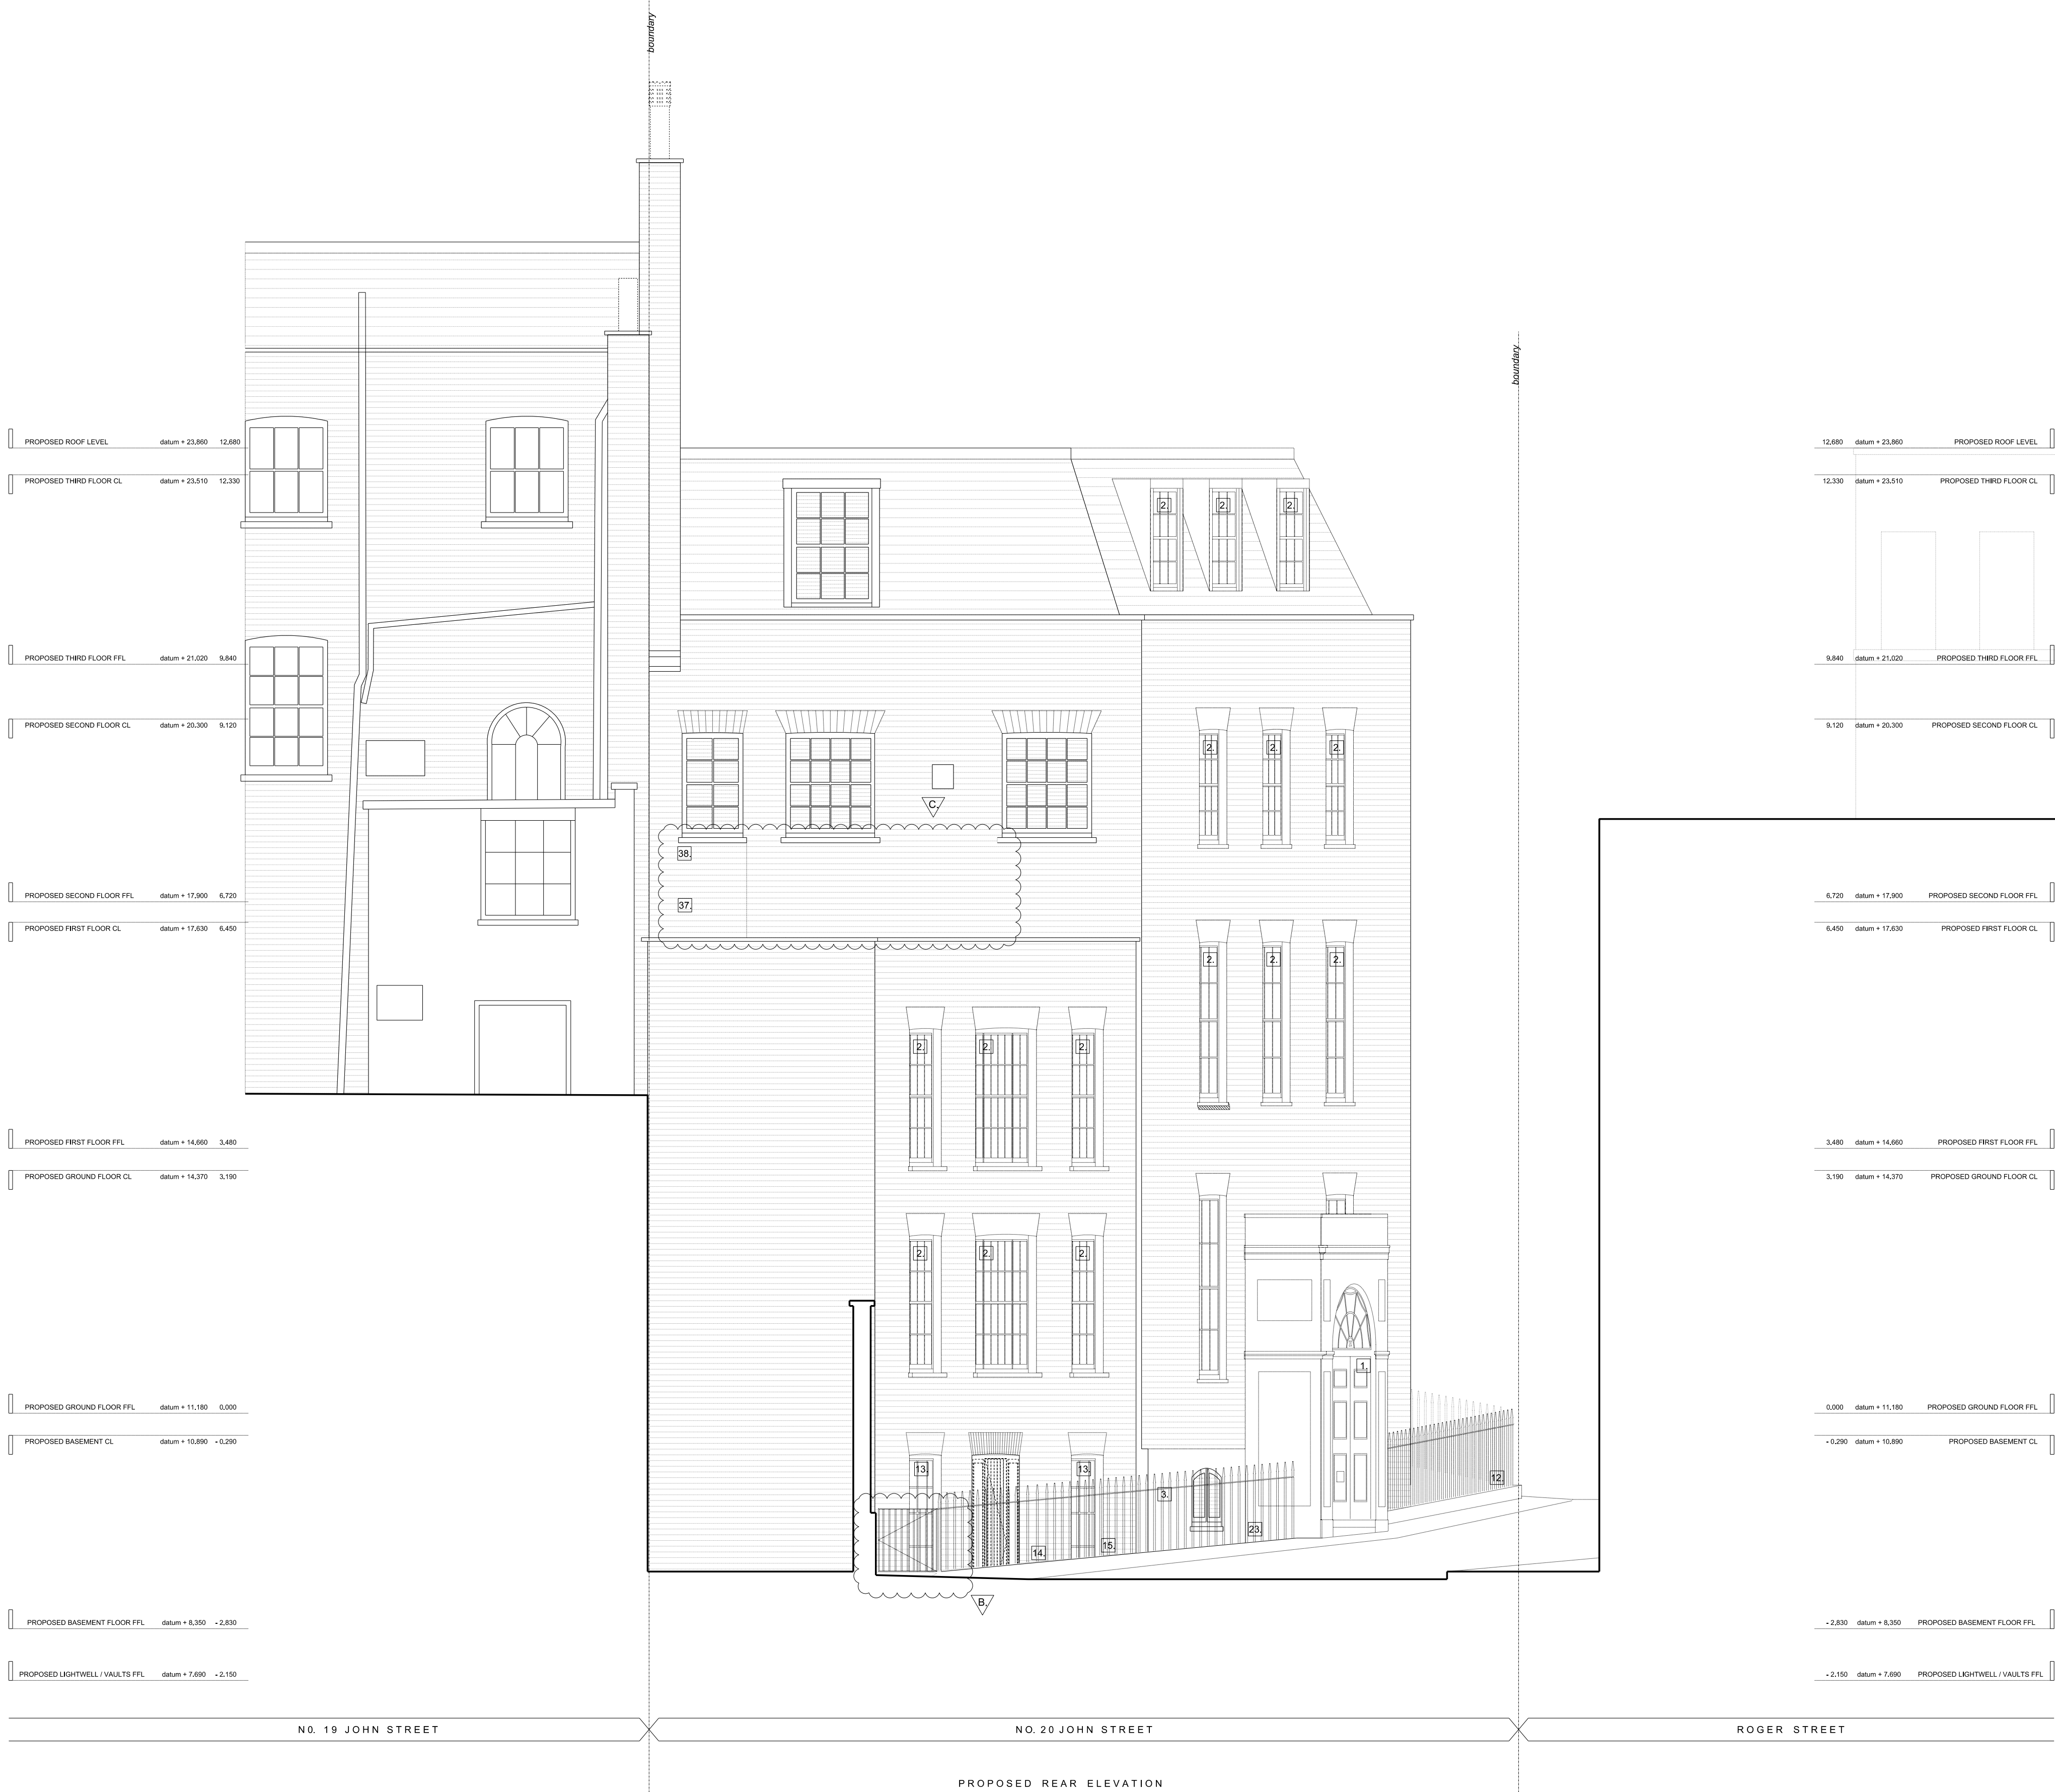 boundary
boundary
PROPOSED ROOF LEVEL datum + 23,860 12,680
12,680 datum + 23,860 PROPOSED ROOF LEVEL
PROPOSED THIRD FLOOR CL datum + 23.510 12,330
12,330 datum + 23,510 PROPOSED THIRD FLOOR CL
2. 2. 2.
PROPOSED THIRD FLOOR FFL datum + 21,020 9,840
9,840 datum + 21,020 PROPOSED THIRD FLOOR FFL
PROPOSED SECOND FLOOR CL datum + 20.300 9.120
9,120 datum + 20,300 PROPOSED SECOND FLOOR CL
2. 2. 2.
C.
38.
PROPOSED SECOND FLOOR FFL datum + 17,900 6,720
37.
6,720 datum + 17,900 PROPOSED SECOND FLOOR FFL
PROPOSED FIRST FLOOR CL datum + 17.630 6,450
6,450 datum + 17,630 PROPOSED FIRST FLOOR CL
2. 2. 2.
2. 2. 2.
PROPOSED FIRST FLOOR FFL datum + 14,660 3,480
3,480 datum + 14,660 PROPOSED FIRST FLOOR FFL
PROPOSED GROUND FLOOR CL datum + 14,370 3,190
3,190 datum + 14,370 PROPOSED GROUND FLOOR CL
2. 2. 2.
1.
PROPOSED GROUND FLOOR FFL datum + 11,180 0,000
0,000 datum + 11,180 PROPOSED GROUND FLOOR FFL
PROPOSED BASEMENT CL datum + 10,890 - 0,290
- 0,290 datum + 10,890 PROPOSED BASEMENT CL
13. 13.
12.
3.
23.
15.
14.
B.
PROPOSED BASEMENT FLOOR FFL datum + 8,350 - 2,830
- 2,830 datum + 8,350 PROPOSED BASEMENT FLOOR FFL
PROPOSED LIGHTWELL / VAULTS FFL datum + 7.690 - 2.150
- 2.150 datum + 7,690 PROPOSED LIGHTWELL / VAULTS FFL
NO. 19 JOHN STREET
NO. 20 JOHN STREET
ROGER STREET
PROPOSED REAR ELEVATION